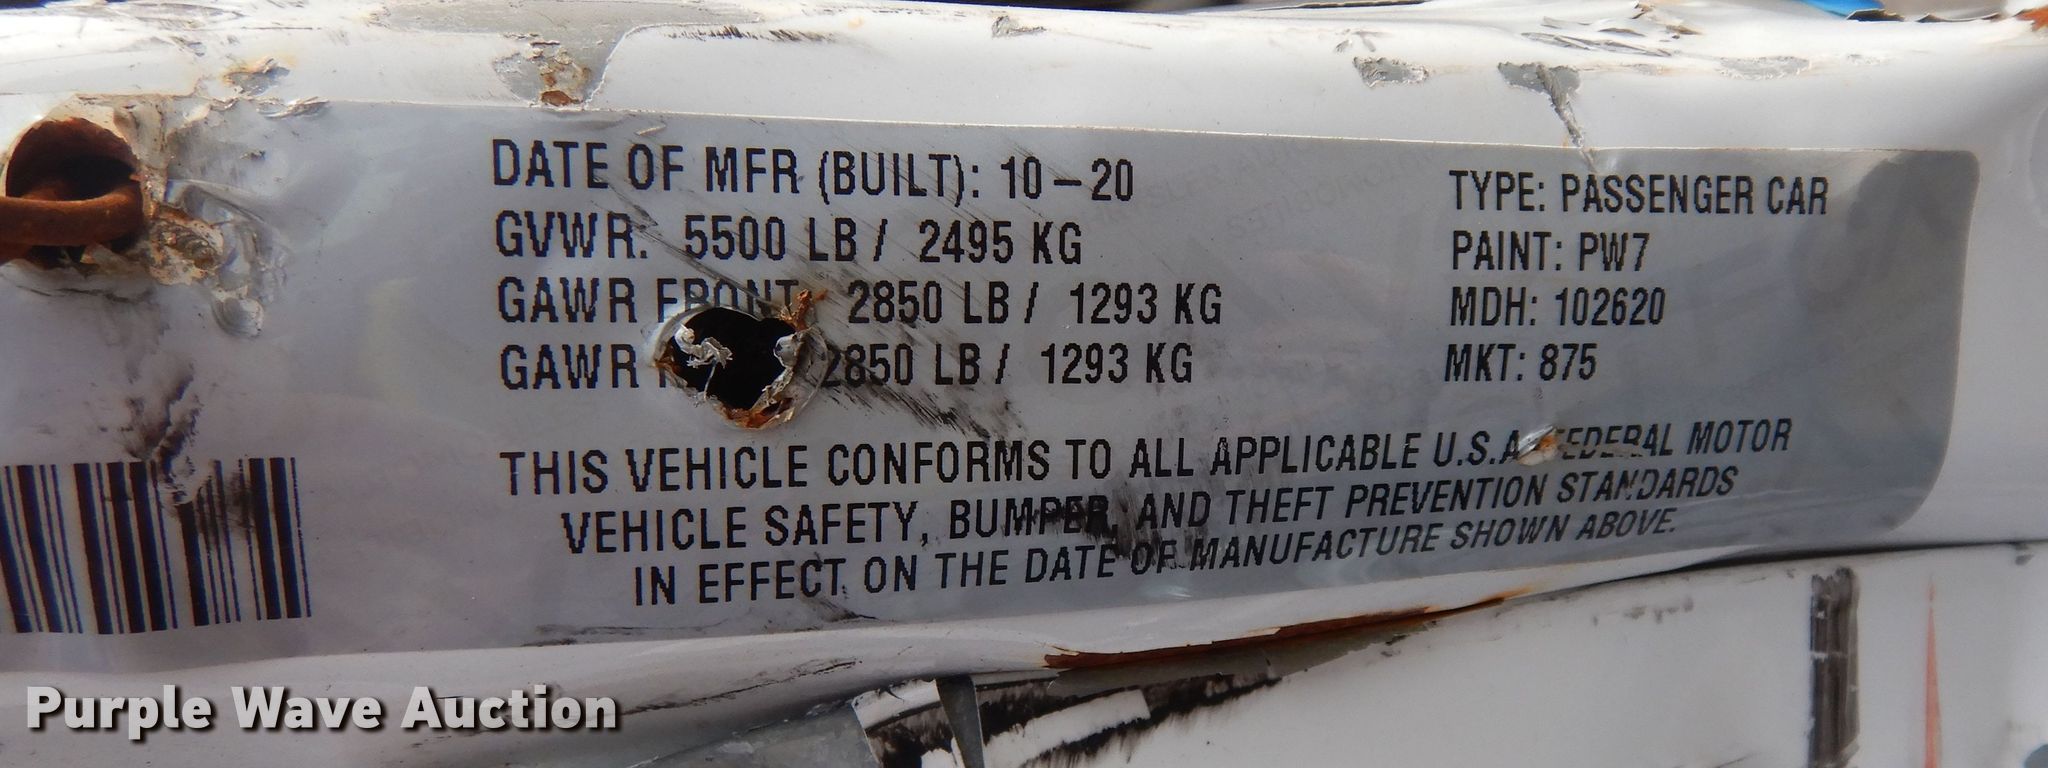 DATE OF MFR (BUILT): 10-20
GVWR: 5500 LB / 2495 KG
GAWR FRONT 2850 LB / 1293 KG
GAWR 2850 LB / 1293 KG
TYPE: PASSENGER CAR
PAINT: PW7
MDH: 102620
MKT: 875
THIS VEHICLE CONFORMS TO ALL APPLICABLE U.S.A. FEDERAL MOTOR
VEHICLE SAFETY, BUMPER, AND THEFT PREVENTION STANDARDS
IN EFFECT ON THE DATE OF MANUFACTURE SHOWN ABOVE.
Purple Wave Auction